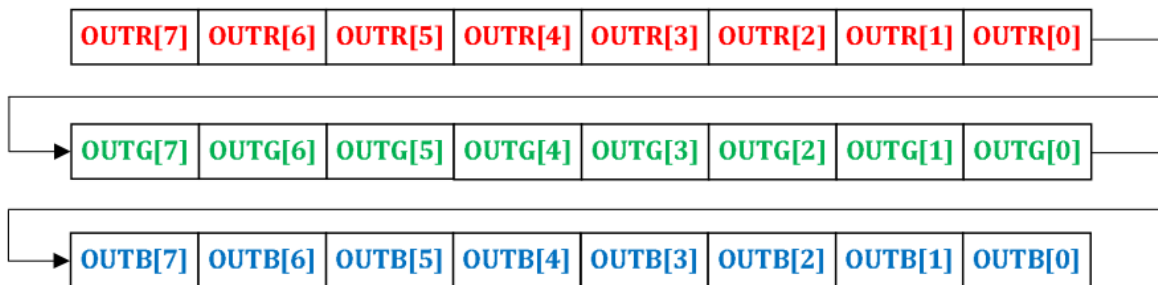 OUTR[7] OUTR[6] OUTR[5] OUTR[4] OUTR[3] OUTR[2] OUTR[1] OUTR[0]
OUTG[7] OUTG[6] OUTG[5] OUTG[4] OUTG[3] OUTG[2] OUTG[1] OUTG[0]
OUTB[7] OUTB[6] OUTB[5] OUTB[4] OUTB[3] OUTB[2] OUTB[1] OUTB[0]